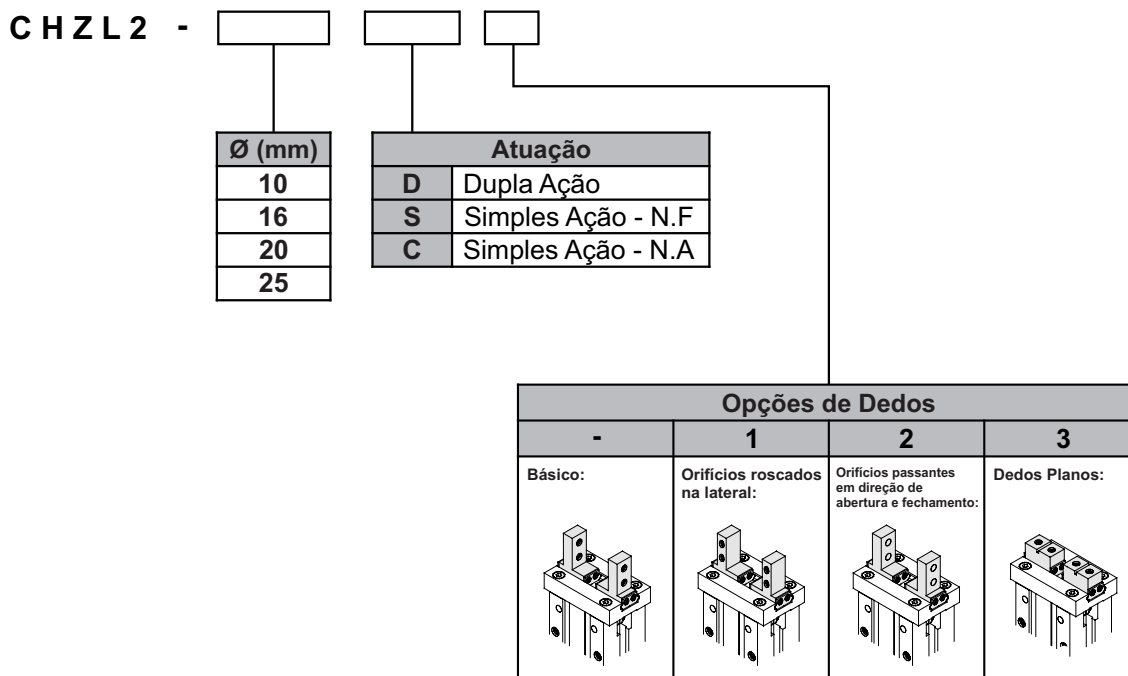 CHZL2 -
Ø (mm)
10
16
20
25
Atuação
D Dupla Ação
S Simples Ação - N.F
C Simples Ação - N.A
Opções de Dedos
- 1 2 3
Básico:
Orifícios roscados
na lateral:
Orifícios passantes
em direção de
abertura e fechamento:
Dedos Planos: